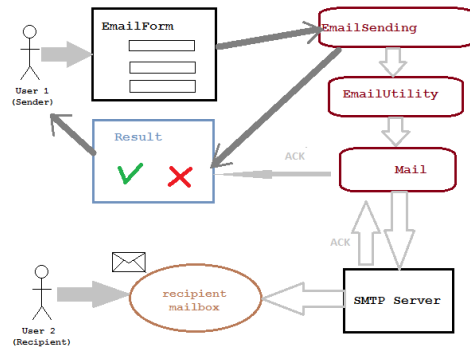 EmailForm
EmailSending
User 1
(Sender)
EmailUtility
Result
ACK
Mail
ACK
recipient
mailbox
SMTP Server
User 2
(Recipient)